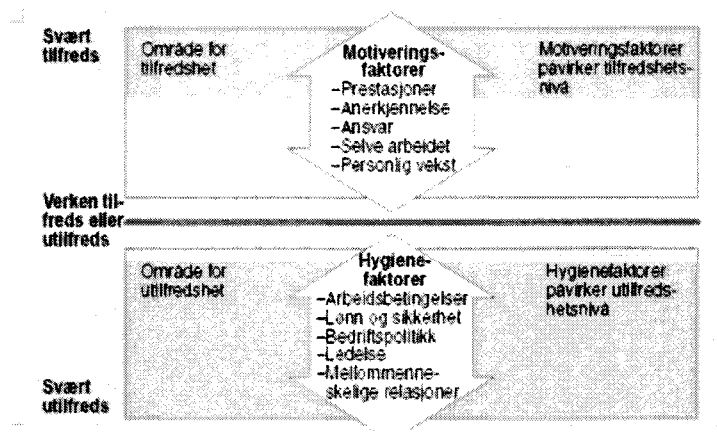 Svært
tilfreds
Område for
tilfredshet
Motiverings-
faktorer
–Prestasjoner
–Anerkjennelse
–Ansvar
–Selve arbeidet
–Personlig vekst
Motiveringsfaktorer
påvirker tilfredshets-
nivå
Verken til-
freds eller
utilfreds
Område for
utilfredshet
Hygiene-
faktorer
–Arbeidsbetingelser
–Lønn og sikkerhet
–Bedriftspolitikk
–Ledelse
–Mellommenne-
skelige relasjoner
Hygienefaktorer
påvirker utilfreds-
hetsnivå
Svært
utilfreds